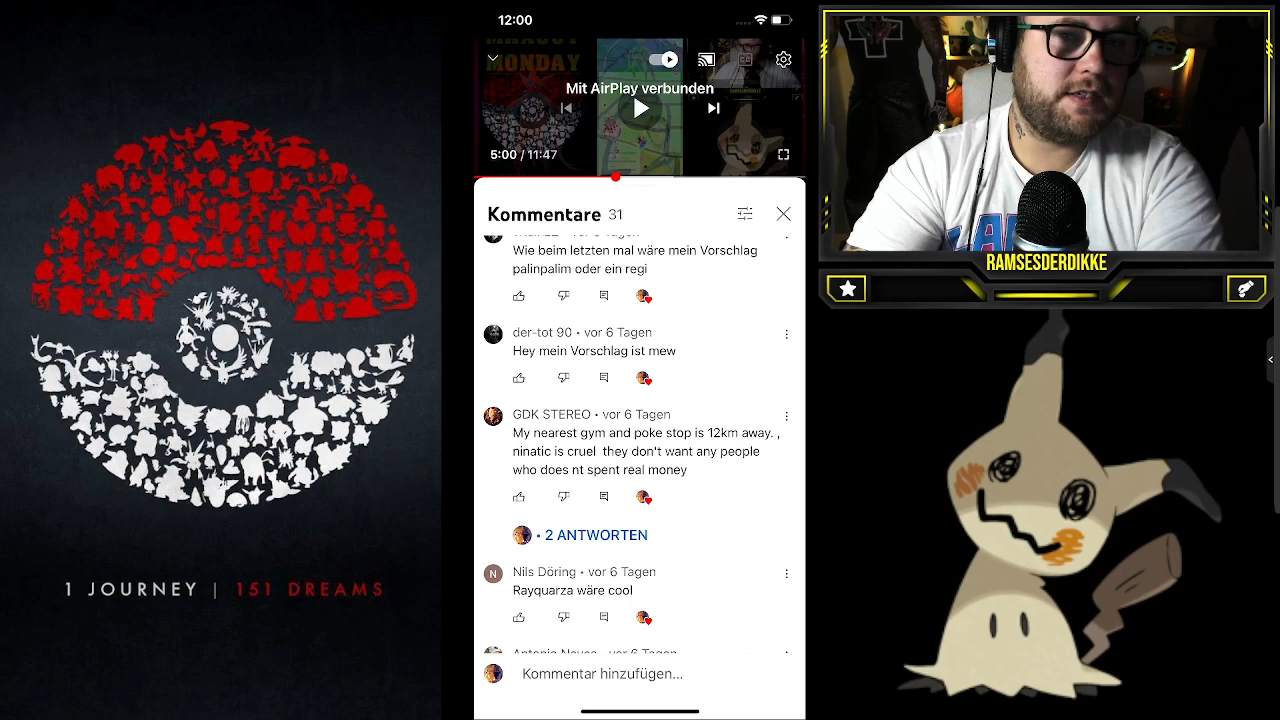 12:00
MONDAY
Mit AirPlay verbunden
5:00 / 11:47
Kommentare 31
Wie beim letzten mal wäre mein Vorschlag
palinpalim oder ein regi
der-tot 90 • vor 6 Tagen
Hey mein Vorschlag ist mew
GDK STEREO • vor 6 Tagen
My nearest gym and poke stop is 12km away. ,
ninatic is cruel they don't want any people
who does nt spent real money
• 2 ANTWORTEN
N
Nils Döring • vor 6 Tagen
Rayquarza wäre cool
Kommentar hinzufügen...
1 JOURNEY | 151 DREAMS
RAMSESDERDIKKE